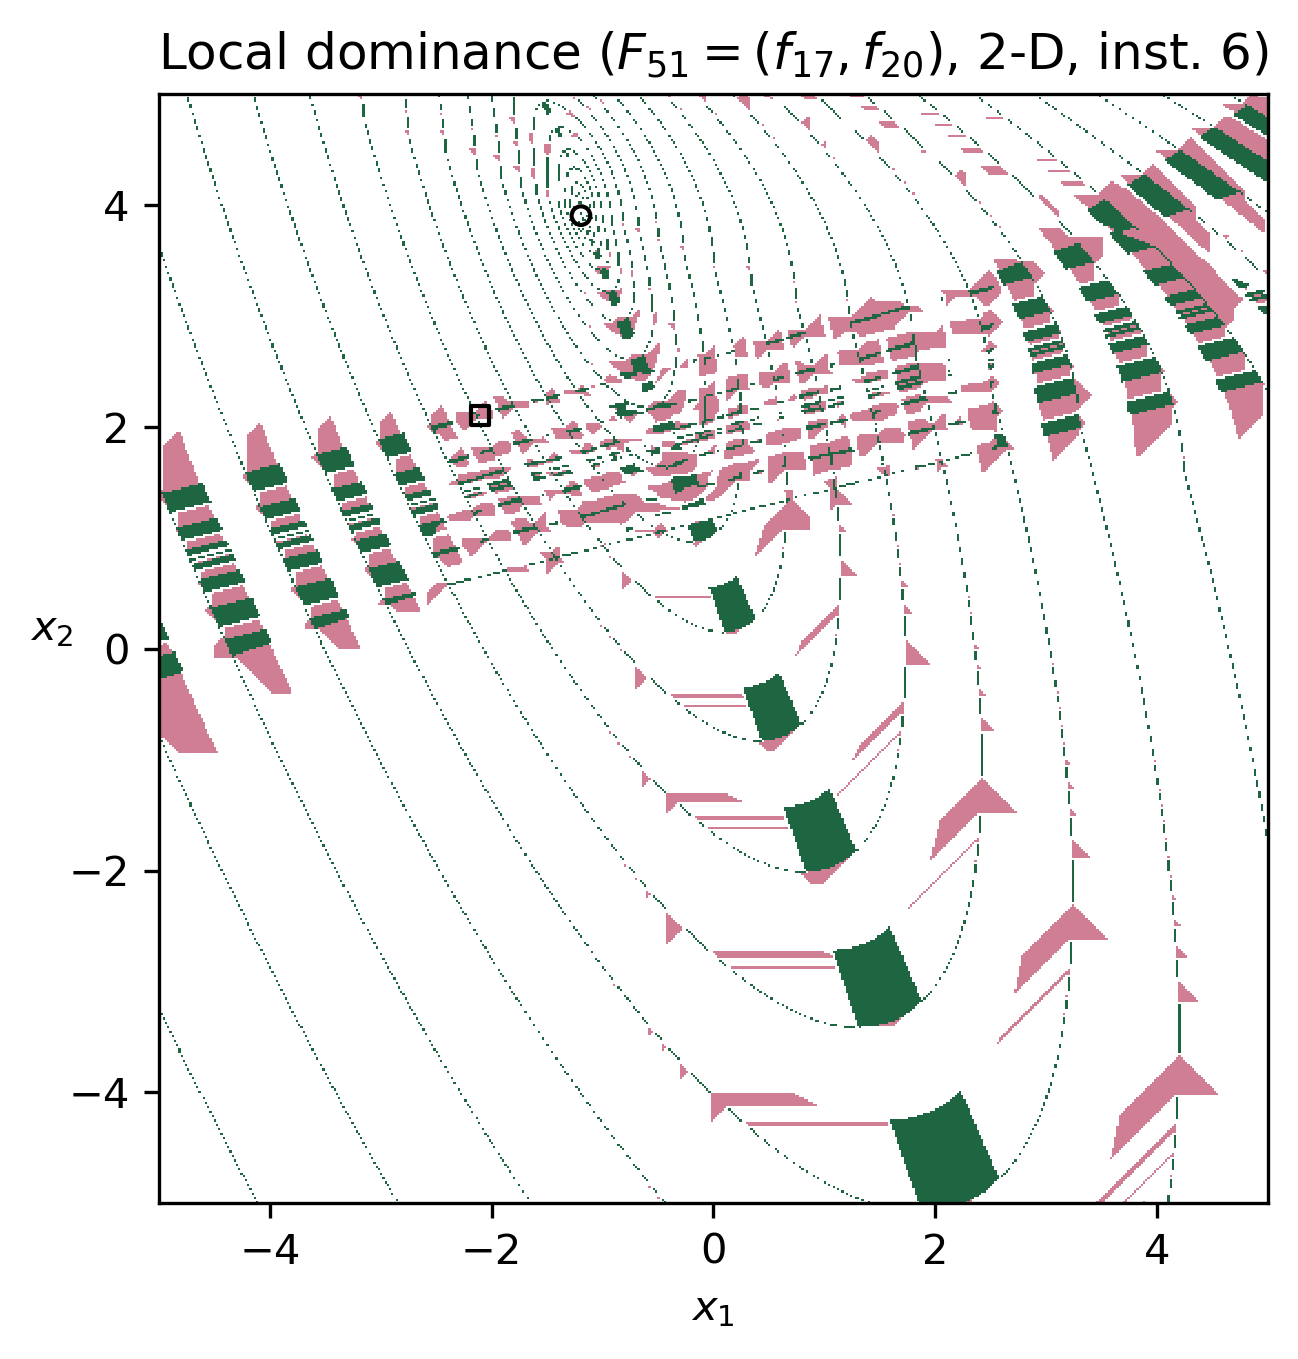 Local dominance (F₅₁ = (f₁₇, f₂₀), 2-D, inst. 6)
4
2
0
−2
−4
x₂
−4 −2 0 2 4
x₁